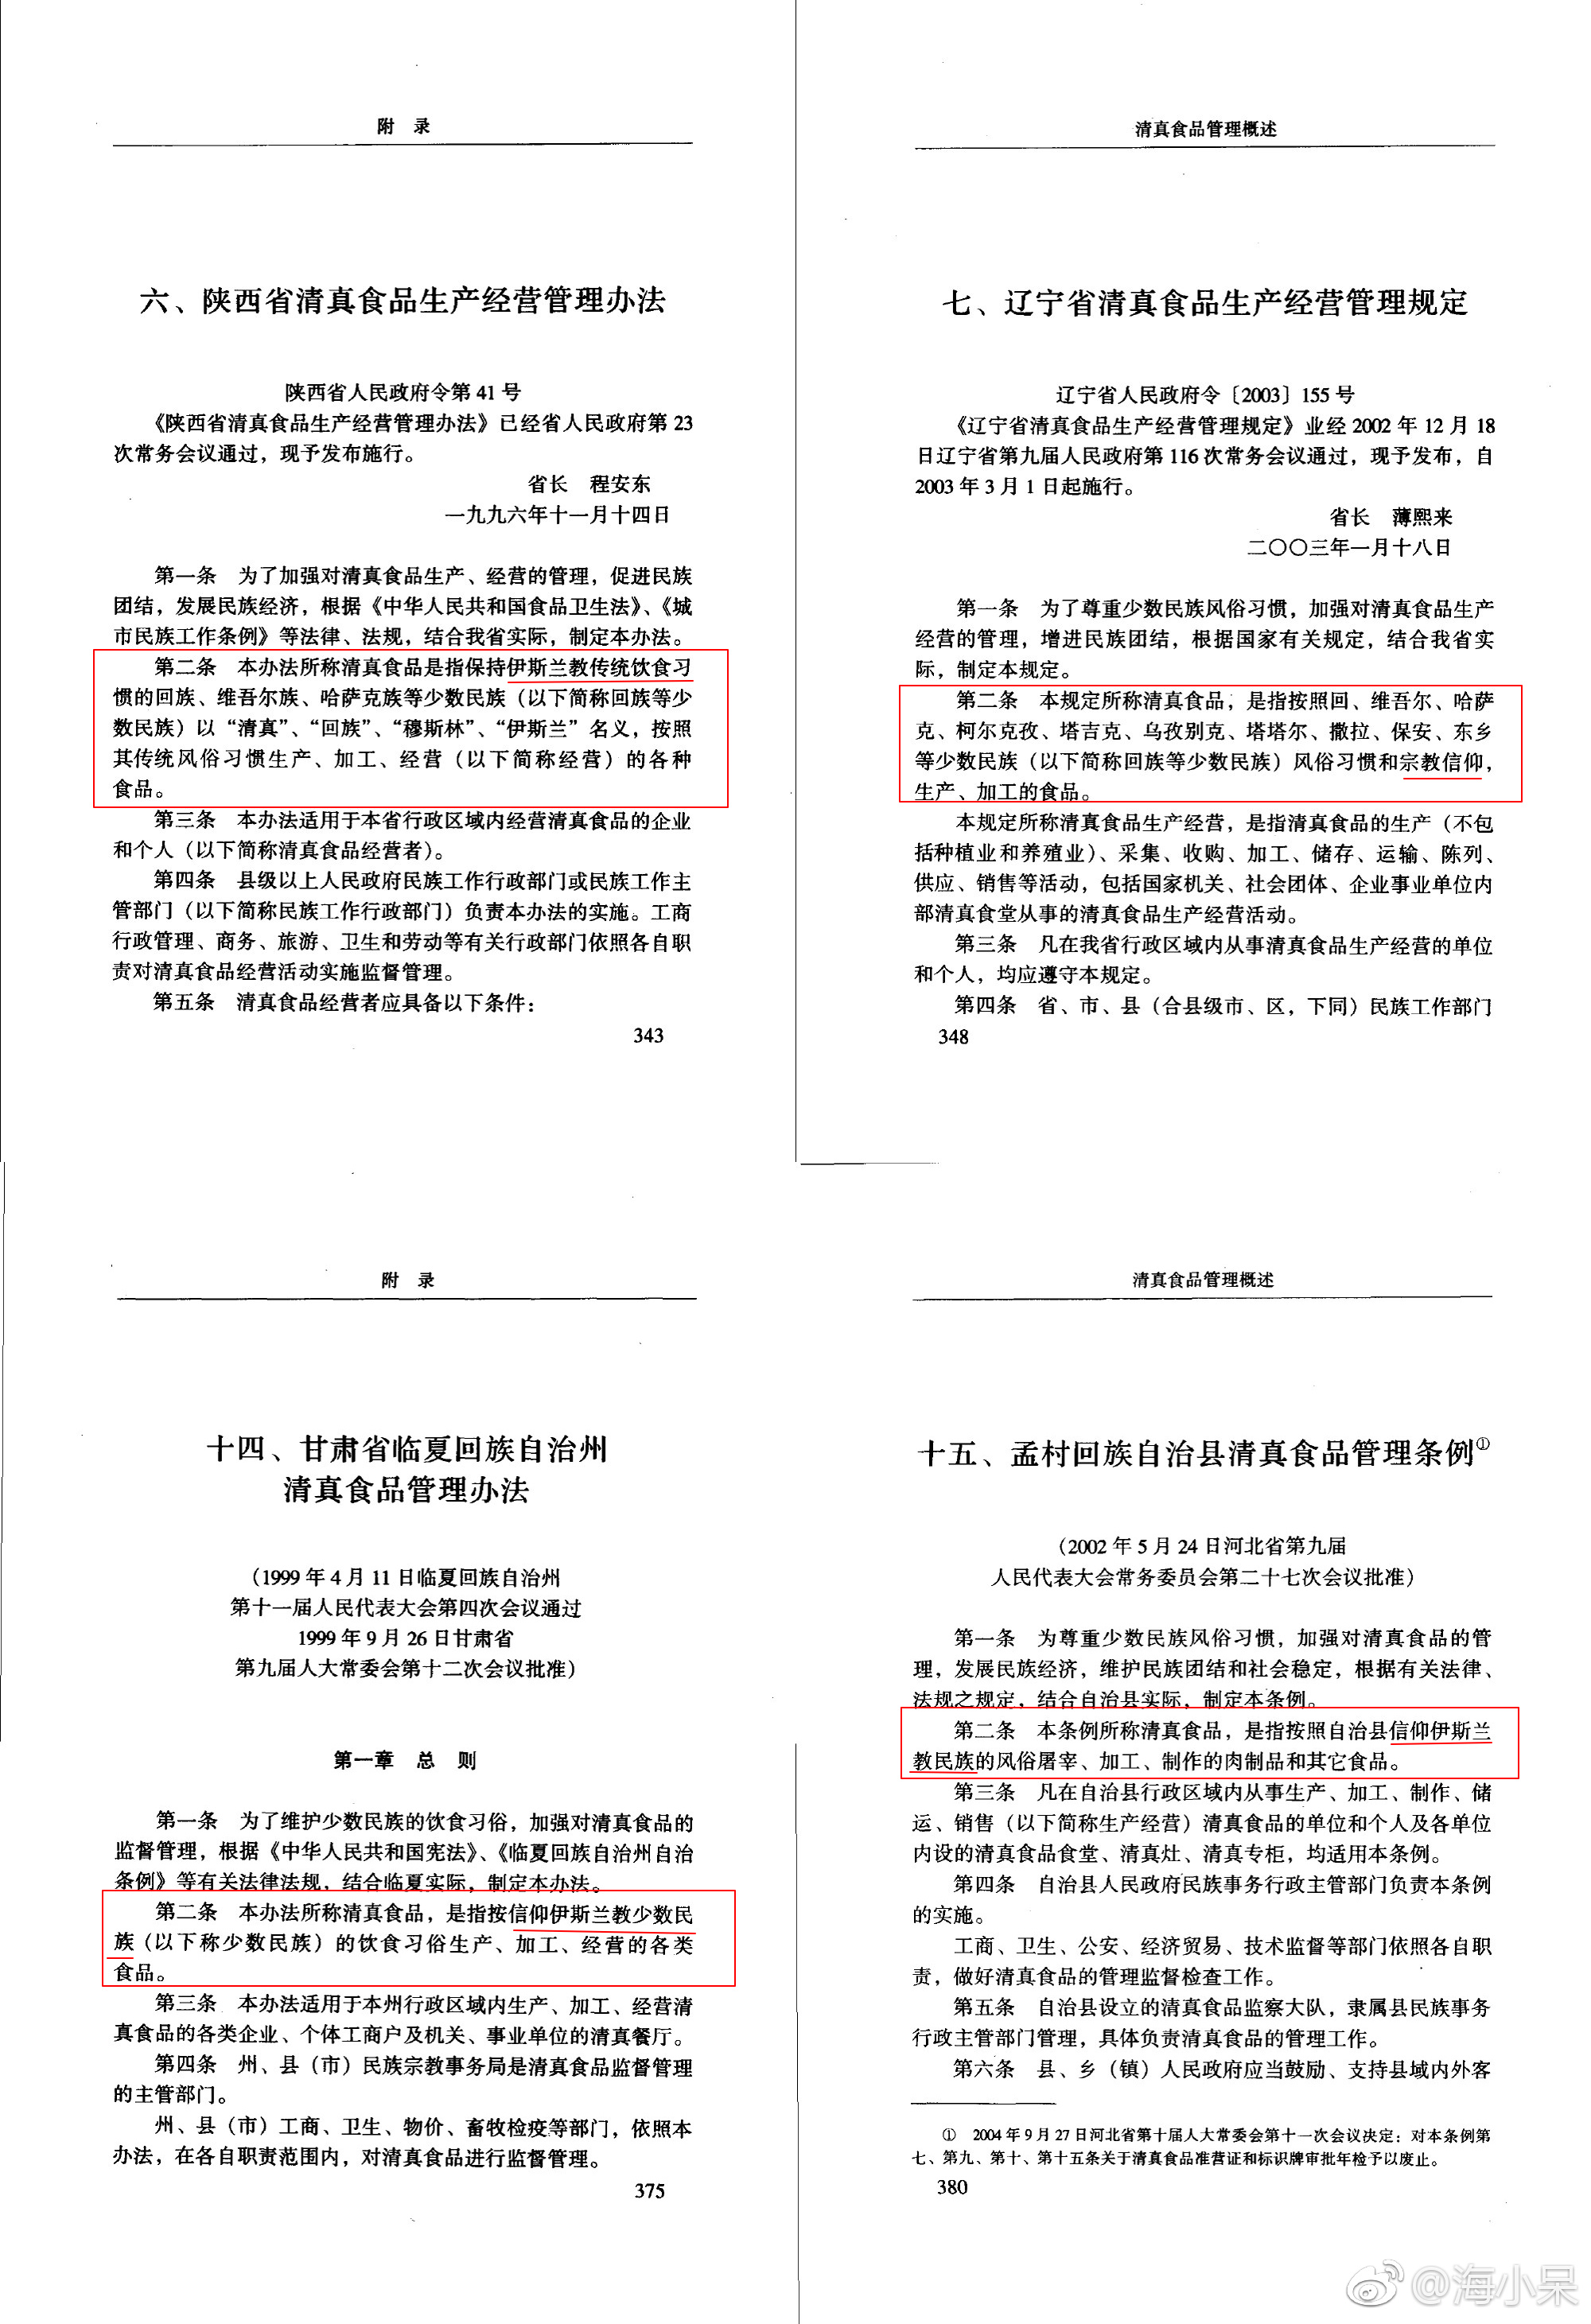 附 录
六、陕西省清真食品生产经营管理办法
陕西省人民政府令第 41 号
《陕西省清真食品生产经营管理办法》已经省人民政府第 23
次常务会议通过，现予发布施行。
省长 程安东
一九九六年十一月十四日
第一条 为了加强对清真食品生产、经营的管理，促进民族
团结，发展民族经济，根据《中华人民共和国食品卫生法》、《城
市民族工作条例》等法律、法规，结合我省实际，制定本办法。
第二条 本办法所称清真食品是指保持伊斯兰教传统饮食习
惯的回族、维吾尔族、哈萨克族等少数民族（以下简称回族等少
数民族）以“清真”、“回族”、“穆斯林”、“伊斯兰”名义，按照
其传统风俗习惯生产、加工、经营（以下简称经营）的各种
食品。
第三条 本办法适用于本省行政区域内经营清真食品的企业
和个人（以下简称清真食品经营者）。
第四条 县级以上人民政府民族工作行政部门或民族工作主
管部门（以下简称民族工作行政部门）负责本办法的实施。工商
行政管理、商务、旅游、卫生和劳动等有关行政部门依照各自职
责对清真食品经营活动实施监督管理。
第五条 清真食品经营者应具备以下条件：
343
清真食品管理概述
七、辽宁省清真食品生产经营管理规定
辽宁省人民政府令〔2003〕155 号
《辽宁省清真食品生产经营管理规定》业经 2002 年 12 月 18
日辽宁省第九届人民政府第 116 次常务会议通过，现予发布，自
2003 年 3 月 1 日起施行。
省长 薄熙来
二〇〇三年一月十八日
第一条 为了尊重少数民族风俗习惯，加强对清真食品生产
经营的管理，增进民族团结，根据国家有关规定，结合我省实
际，制定本规定。
第二条 本规定所称清真食品，是指按照回、维吾尔、哈萨
克、柯尔克孜、塔吉克、乌孜别克、塔塔尔、撒拉、保安、东乡
等少数民族（以下简称回族等少数民族）风俗习惯和宗教信仰，
生产、加工的食品。
本规定所称清真食品生产经营，是指清真食品的生产（不包
括种植业和养殖业）、采集、收购、加工、储存、运输、陈列、
供应、销售等活动，包括国家机关、社会团体、企业事业单位内
部清真食堂从事的清真食品生产经营活动。
第三条 凡在我省行政区域内从事清真食品生产经营的单位
和个人，均应遵守本规定。
第四条 省、市、县（合县级市、区，下同）民族工作部门
348
附 录
十四、甘肃省临夏回族自治州
清真食品管理办法
（1999 年 4 月 11 日临夏回族自治州
第十一届人民代表大会第四次会议通过
1999 年 9 月 26 日甘肃省
第九届人大常委会第十二次会议批准）
第一章 总 则
第一条 为了维护少数民族的饮食习俗，加强对清真食品的
监督管理，根据《中华人民共和国宪法》、《临夏回族自治州自治
条例》等有关法律法规，结合临夏实际，制定本办法。
第二条 本办法所称清真食品，是指按信仰伊斯兰教少数民
族（以下称少数民族）的饮食习俗生产、加工、经营的各类
食品。
第三条 本办法适用于本州行政区域内生产、加工、经营清
真食品的各类企业、个体工商户及机关、事业单位的清真餐厅。
第四条 州、县（市）民族宗教事务局是清真食品监督管理
的主管部门。
州、县（市）工商、卫生、物价、畜牧检疫等部门，依照本
办法，在各自职责范围内，对清真食品进行监督管理。
375
清真食品管理概述
十五、孟村回族自治县清真食品管理条例①
（2002 年 5 月 24 日河北省第九届
人民代表大会常务委员会第二十七次会议批准）
第一条 为尊重少数民族风俗习惯，加强对清真食品的管
理，发展民族经济，维护民族团结和社会稳定，根据有关法律、
法规之规定，结合自治县实际，制定本条例。
第二条 本条例所称清真食品，是指按照自治县信仰伊斯兰
教民族的风俗屠宰、加工、制作的肉制品和其它食品。
第三条 凡在自治县行政区域内从事生产、加工、制作、储
运、销售（以下简称生产经营）清真食品的单位和个人及各单位
内设的清真食品食堂、清真灶、清真专柜，均适用本条例。
第四条 自治县人民政府民族事务行政主管部门负责本条例
的实施。
工商、卫生、公安、经济贸易、技术监督等部门依照各自职
责，做好清真食品的管理监督检查工作。
第五条 自治县设立的清真食品监察大队，隶属县民族事务
行政主管部门管理，具体负责清真食品的管理工作。
第六条 县、乡（镇）人民政府应当鼓励、支持县域内外客
① 2004 年 9 月 27 日河北省第十届人大常委会第十一次会议决定：对本条例第
七、第九、第十、第十五条关于清真食品准营证和标识牌审批年检予以废止。
380
@海小呆